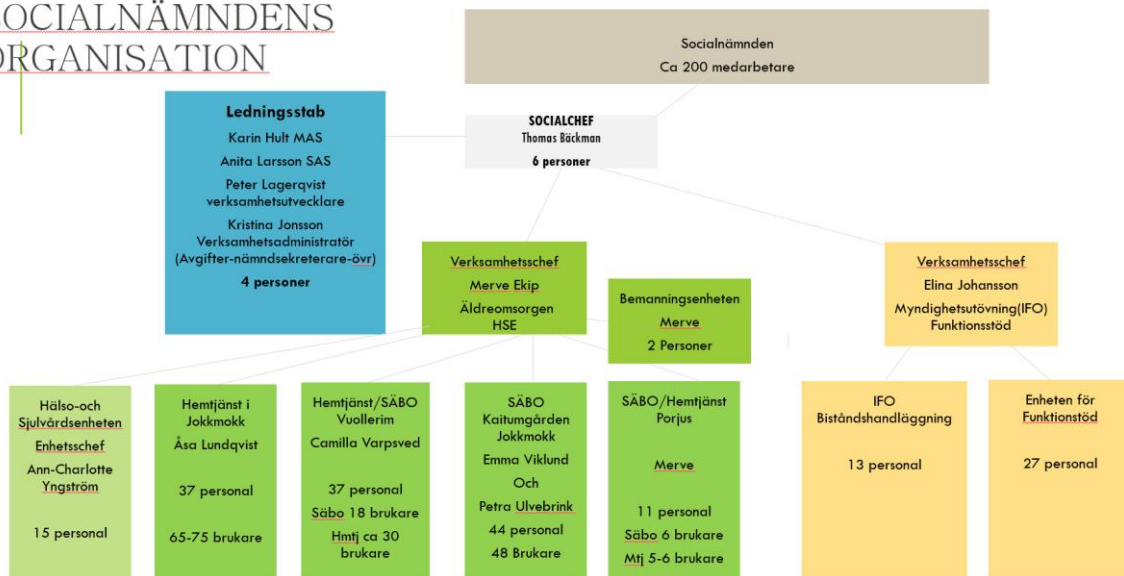 SOCIALNÄMNDENS
ORGANISATION
Socialnämnden
Ca 200 medarbetare
Ledningsstab
Karin Hult MAS
Anita Larsson SAS
Peter Lagerqvist
verksamhetsutvecklare
Kristina Jonsson
Verksamhetsadministratör
(Avgifter-nämndsekreterare-övr)
4 personer
SOCIALCHEF
Thomas Bäckman
6 personer
Verksamhetsschef
Merve Ekip
Äldreomsorgen
HSE
Bemanningsenheten
Merve
2 Personer
Verksamhetsschef
Elina Johansson
Myndighetsutövning(IFO)
Funktionsstöd
Hälso-och
Sjulvårdsenheten
Enhetsschef
Ann-Charlotte
Yngström
15 personal
Hemtjänst i
Jokkmokk
Åsa Lundqvist
37 personal
65-75 brukare
Hemtjänst/SÄBO
Vuollerim
Camilla Varpsved
37 personal
Säbo 18 brukare
Hmtj ca 30
brukare
SÄBO
Kaitumgården
Jokkmokk
Emma Viklund
Och
Petra Ulvebrink
44 personal
48 Brukare
SÄBO/Hemtjänst
Porjus
Merve
11 personal
Säbo 6 brukare
Mtj 5-6 brukare
IFO
Biståndshandläggning
13 personal
Enheten för
Funktionstöd
27 personal